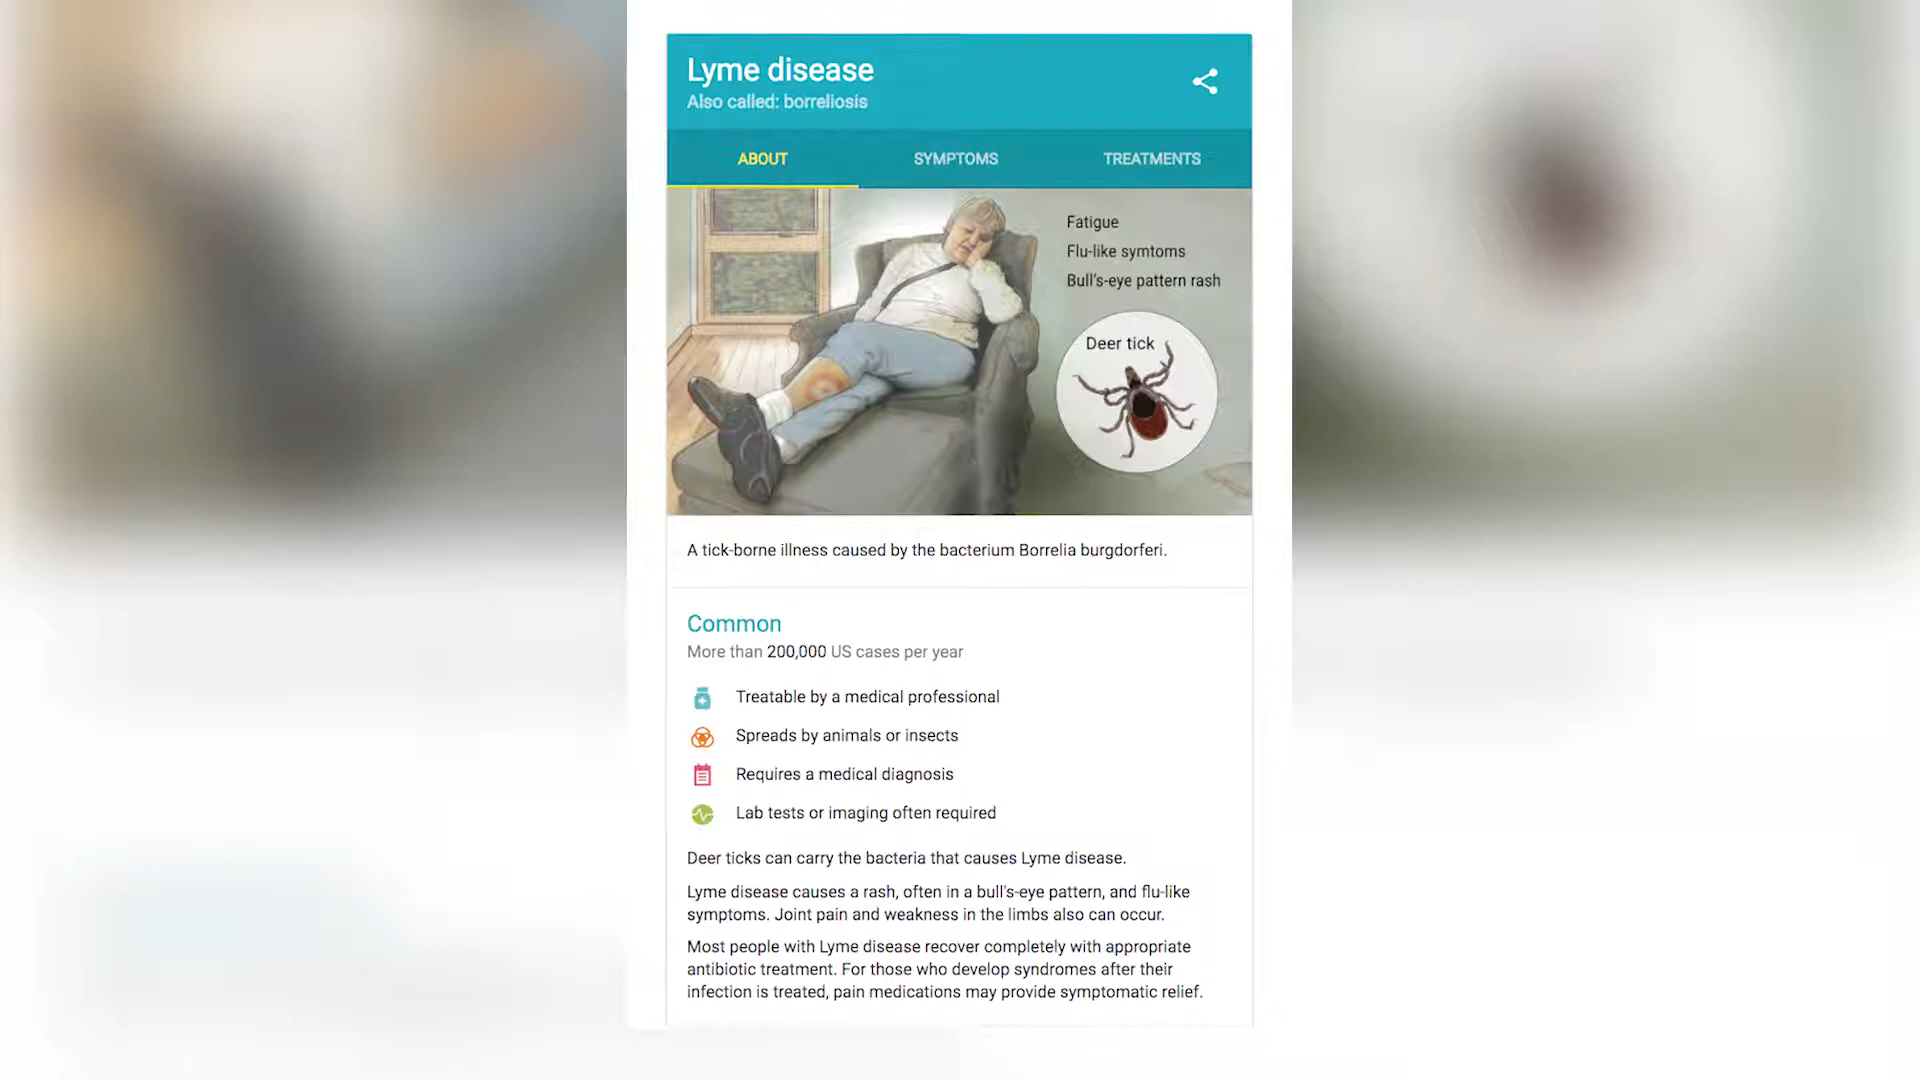 Lyme disease
Also called: borreliosis
ABOUT
SYMPTOMS
TREATMENTS
Fatigue
Flu-like symtoms
Bull's-eye pattern rash
Deer tick
A tick-borne illness caused by the bacterium Borrelia burgdorferi.
Common
More than 200,000 US cases per year
Treatable by a medical professional
Spreads by animals or insects
Requires a medical diagnosis
Lab tests or imaging often required
Deer ticks can carry the bacteria that causes Lyme disease.
Lyme disease causes a rash, often in a bull's-eye pattern, and flu-like
symptoms. Joint pain and weakness in the limbs also can occur.
Most people with Lyme disease recover completely with appropriate
antibiotic treatment. For those who develop syndromes after their
infection is treated, pain medications may provide symptomatic relief.